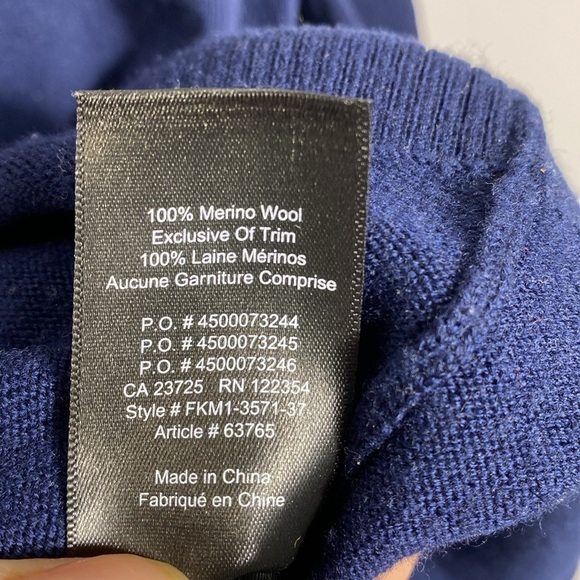 100% Merino Wool
Exclusive Of Trim
100% Laine Mérinos
Aucune Garniture Comprise
P.O. # 4500073244
P.O. # 4500073245
P.O. # 4500073246
CA 23725 RN 122354
Style # FKM1-3571-37
Article # 63765
Made in China
Fabriqué en Chine